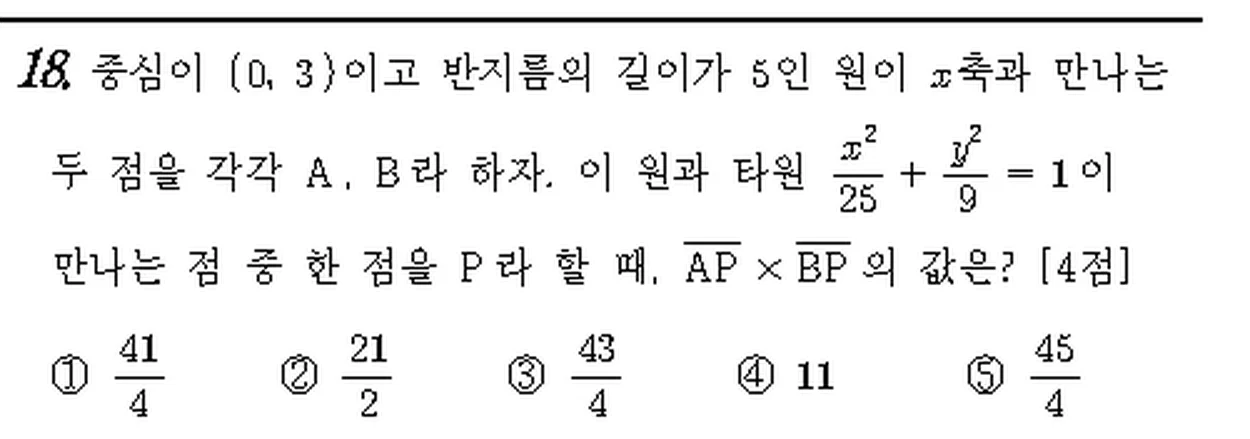 18. 중심이 (0, 3)이고 반지름의 길이가 5인 원이 x축과 만나는
두 점을 각각 A, B라 하자. 이 원과 타원 x²/25 + y²/9 = 1이
만나는 점 중 한 점을 P라 할 때, A̅P̅ × B̅P̅의 값은? [4점]
① 41/4 ② 21/2 ③ 43/4 ④ 11 ⑤ 45/4